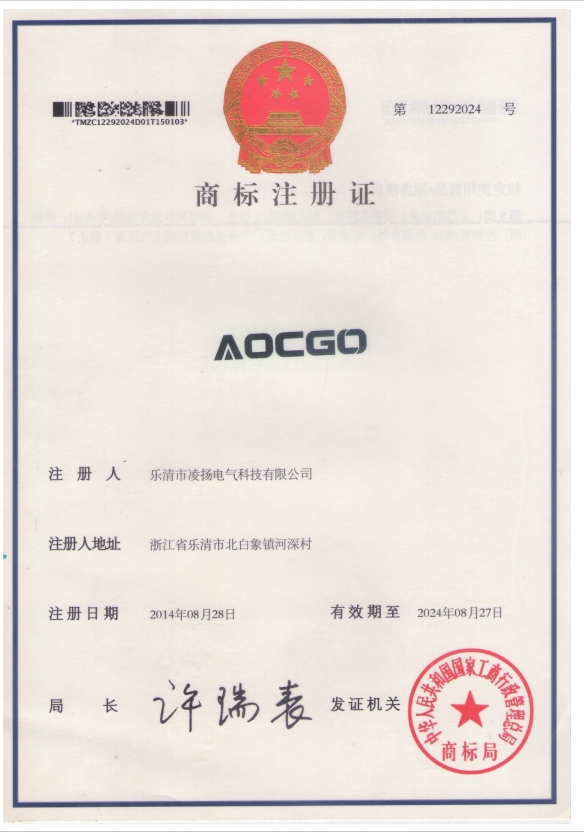 *TMZC12292024D01T150103*
第 12292024 号
商标注册证
AOCGO
注册人 乐清市凌扬电气科技有限公司
注册人地址 浙江省乐清市北白象镇河深村
注册日期 2014年08月28日 有效期至 2024年08月27日
局长 许瑞表 发证机关
中华人民共和国国家工商行政管理总局
商标局